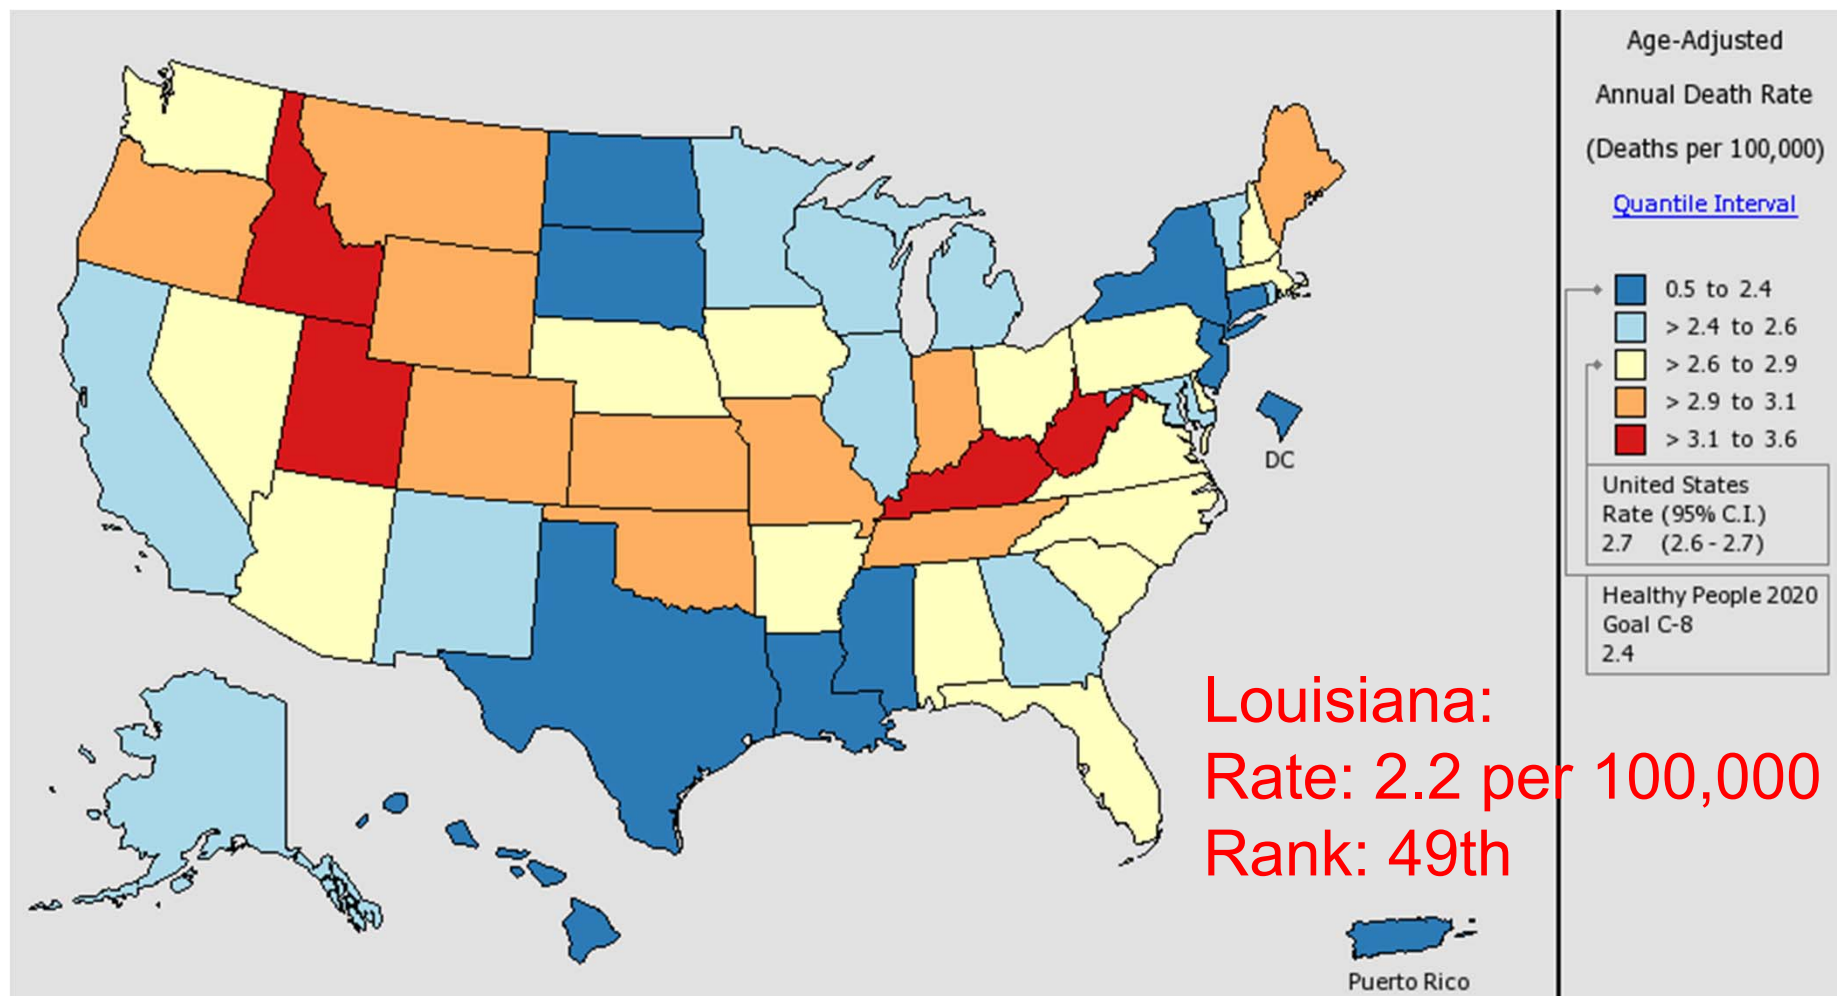 Age-Adjusted
Annual Death Rate
(Deaths per 100,000)
Quantile Interval
0.5 to 2.4
> 2.4 to 2.6
> 2.6 to 2.9
> 2.9 to 3.1
> 3.1 to 3.6
United States
Rate (95% C.I.)
2.7 (2.6 - 2.7)
Healthy People 2020
Goal C-8
2.4
DC
Louisiana:
Rate: 2.2 per 100,000
Rank: 49th
Puerto Rico